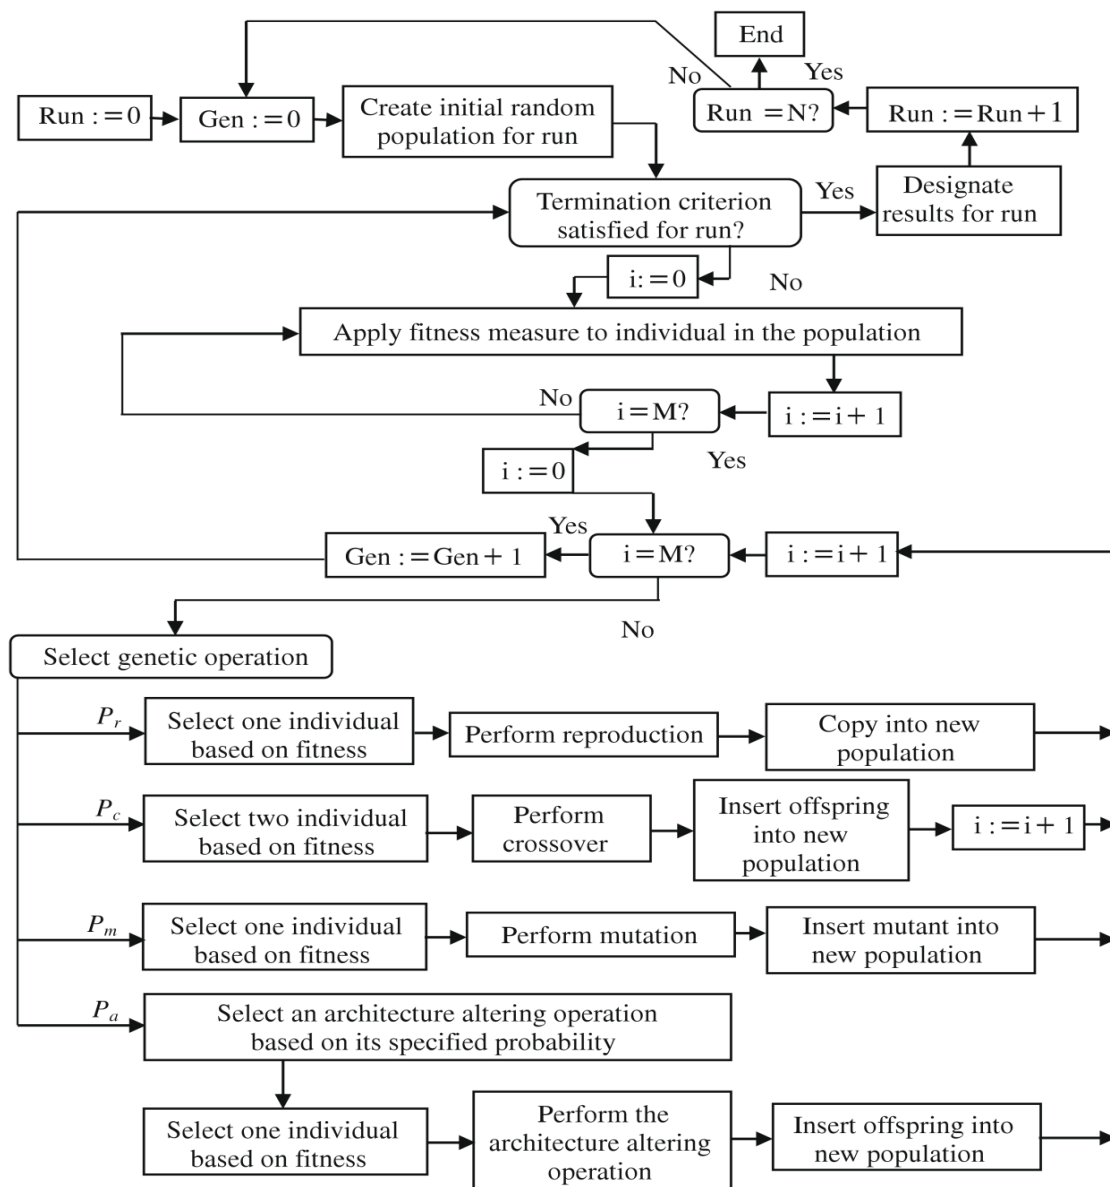 End
No
Yes
Run : =0
Gen : =0
Create initial random
population for run
Run =N?
Run : =Run+1
Termination criterion
satisfied for run?
Yes
Designate
results for run
i: =0
No
Apply fitness measure to individual in the population
No
i=M?
i : =i+ 1
Yes
i : =0
Yes
Gen : =Gen+ 1
i=M?
i : =i+ 1
No
Select genetic operation
Pr
Select one individual
based on fitness
Perform reproduction
Copy into new
population
Pc
Select two individual
based on fitness
Perform
crossover
Insert offspring
into new
population
i : =i+ 1
Pm
Select one individual
based on fitness
Perform mutation
Insert mutant into
new population
Pa
Select an architecture altering operation
based on its specified probability
Select one individual
based on fitness
Perform the
architecture altering
operation
Insert offspring into
new population